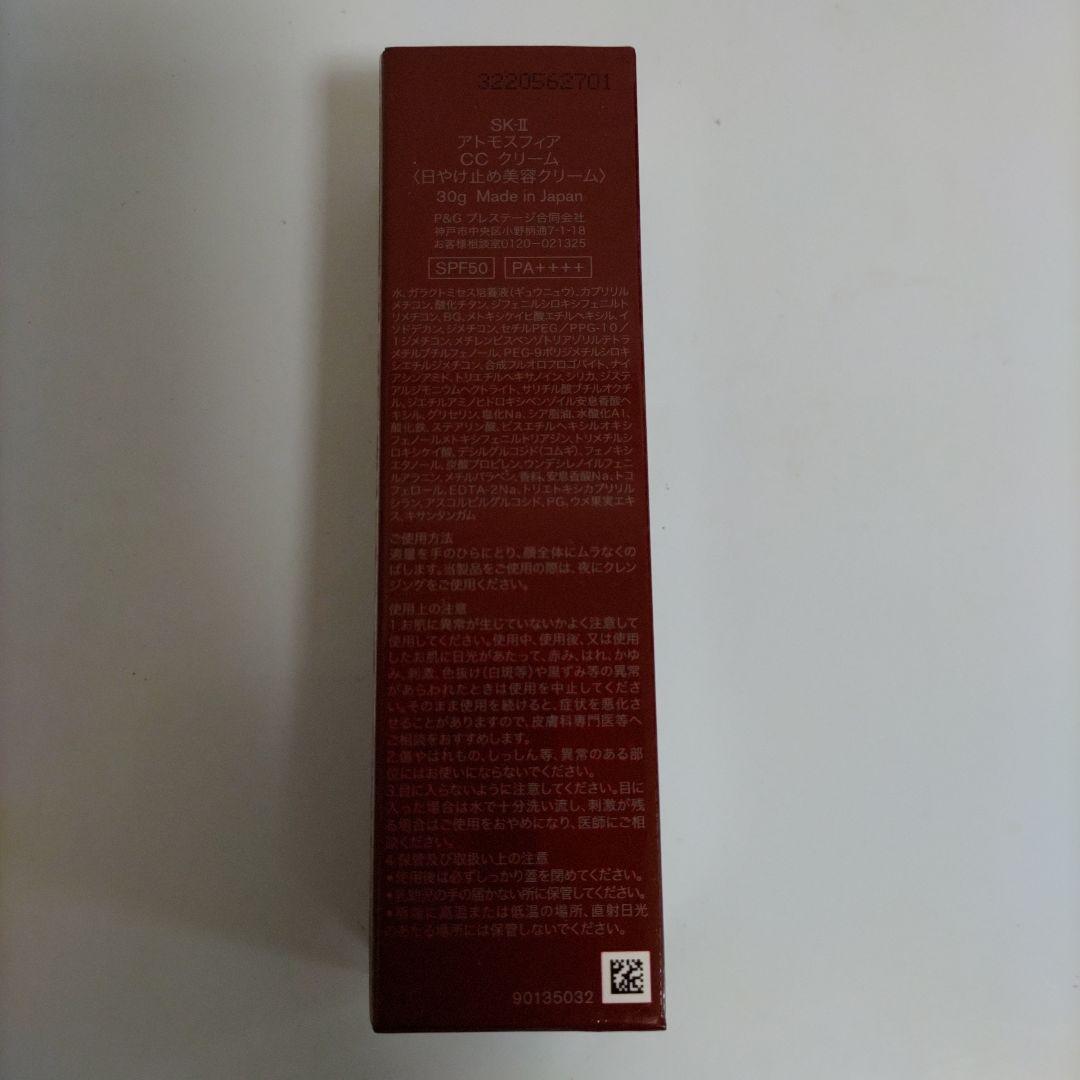 3220562701
SK-II
アトモスフィア
CC クリーム
〈日やけ止め美容クリーム〉
30g Made in Japan
P&G プレステージ合同会社
神戸市中央区小野柄通7-1-18
お客様相談室0120-021325
SPF50 PA++++
水、ガラクトミセス培養液(ギュウニュウ)、カプリリル
メチコン、酸化チタン、ジフェニルシロキシフェニルト
リメチコン、BG、メトキシケイヒ酸エチルヘキシル、イ
ソドデカン、ジメチコン、セチルPEG/PPG-10/
1ジメチコン、メチレンビスベンゾトリアゾリルテトラ
メチルブチルフェノール、PEG-9ポリジメチルシロキ
シエチルジメチコン、合成フルオロフロゴパイト、ナイ
アシンアミド、トリエチルヘキサノイン、シリカ、ジステ
アルジモニウムヘクトライト、サリチル酸ブチルオクチ
ル、ジエチルアミノヒドロキシベンゾイル安息香酸ヘ
キシル、グリセリン、塩化Na、シア脂油、水酸化Al、
酸化鉄、ステアリン酸、ビスエチルヘキシルオキシ
フェノールメトキシフェニルトリアジン、トリメチルシ
ロキシケイ酸、デシルグルコシド(コムギ)、フェノキシ
エタノール、炭酸プロピレン、ウンデシレノイルフェニ
ルアラニン、メチルパラベン、香料、安息香酸Na、トコ
フェロール、EDTA-2Na、トリエトキシカプリリル
シラン、アスコルビルグルコシド、PG、ウメ果実エキ
ス、キサンタンガム
ご使用方法
適量を手のひらにとり、顔全体にムラなくの
ばします。当製品をご使用の際は、夜にクレン
ジングをご使用ください。
使用上の注意
1.お肌に異常が生じていないかよく注意して
使用してください。使用中、使用後、又は使用
したお肌に日光があたって、赤み、はれ、かゆ
み、刺激、色抜け(白斑等)や黒ずみ等の異常
があらわれたときは使用を中止してくださ
い。そのまま使用を続けると、症状を悪化さ
せることがありますので、皮膚科専門医等へ
ご相談をおすすめします。
2.傷やはれもの、しっしん等、異常のある部
位にはお使いにならないでください。
3.目に入らないように注意してください。目に
入った場合は水で十分洗い流し、刺激が残
る場合はご使用をおやめになり、医師にご相
談ください。
4.保管及び取扱い上の注意
•使用後は必ずしっかり蓋を閉めてください。
•乳幼児の手の届かない所に保管してください。
•極端に高温または低温の場所、直射日光
のあたる場所には保管しないでください。
90135032